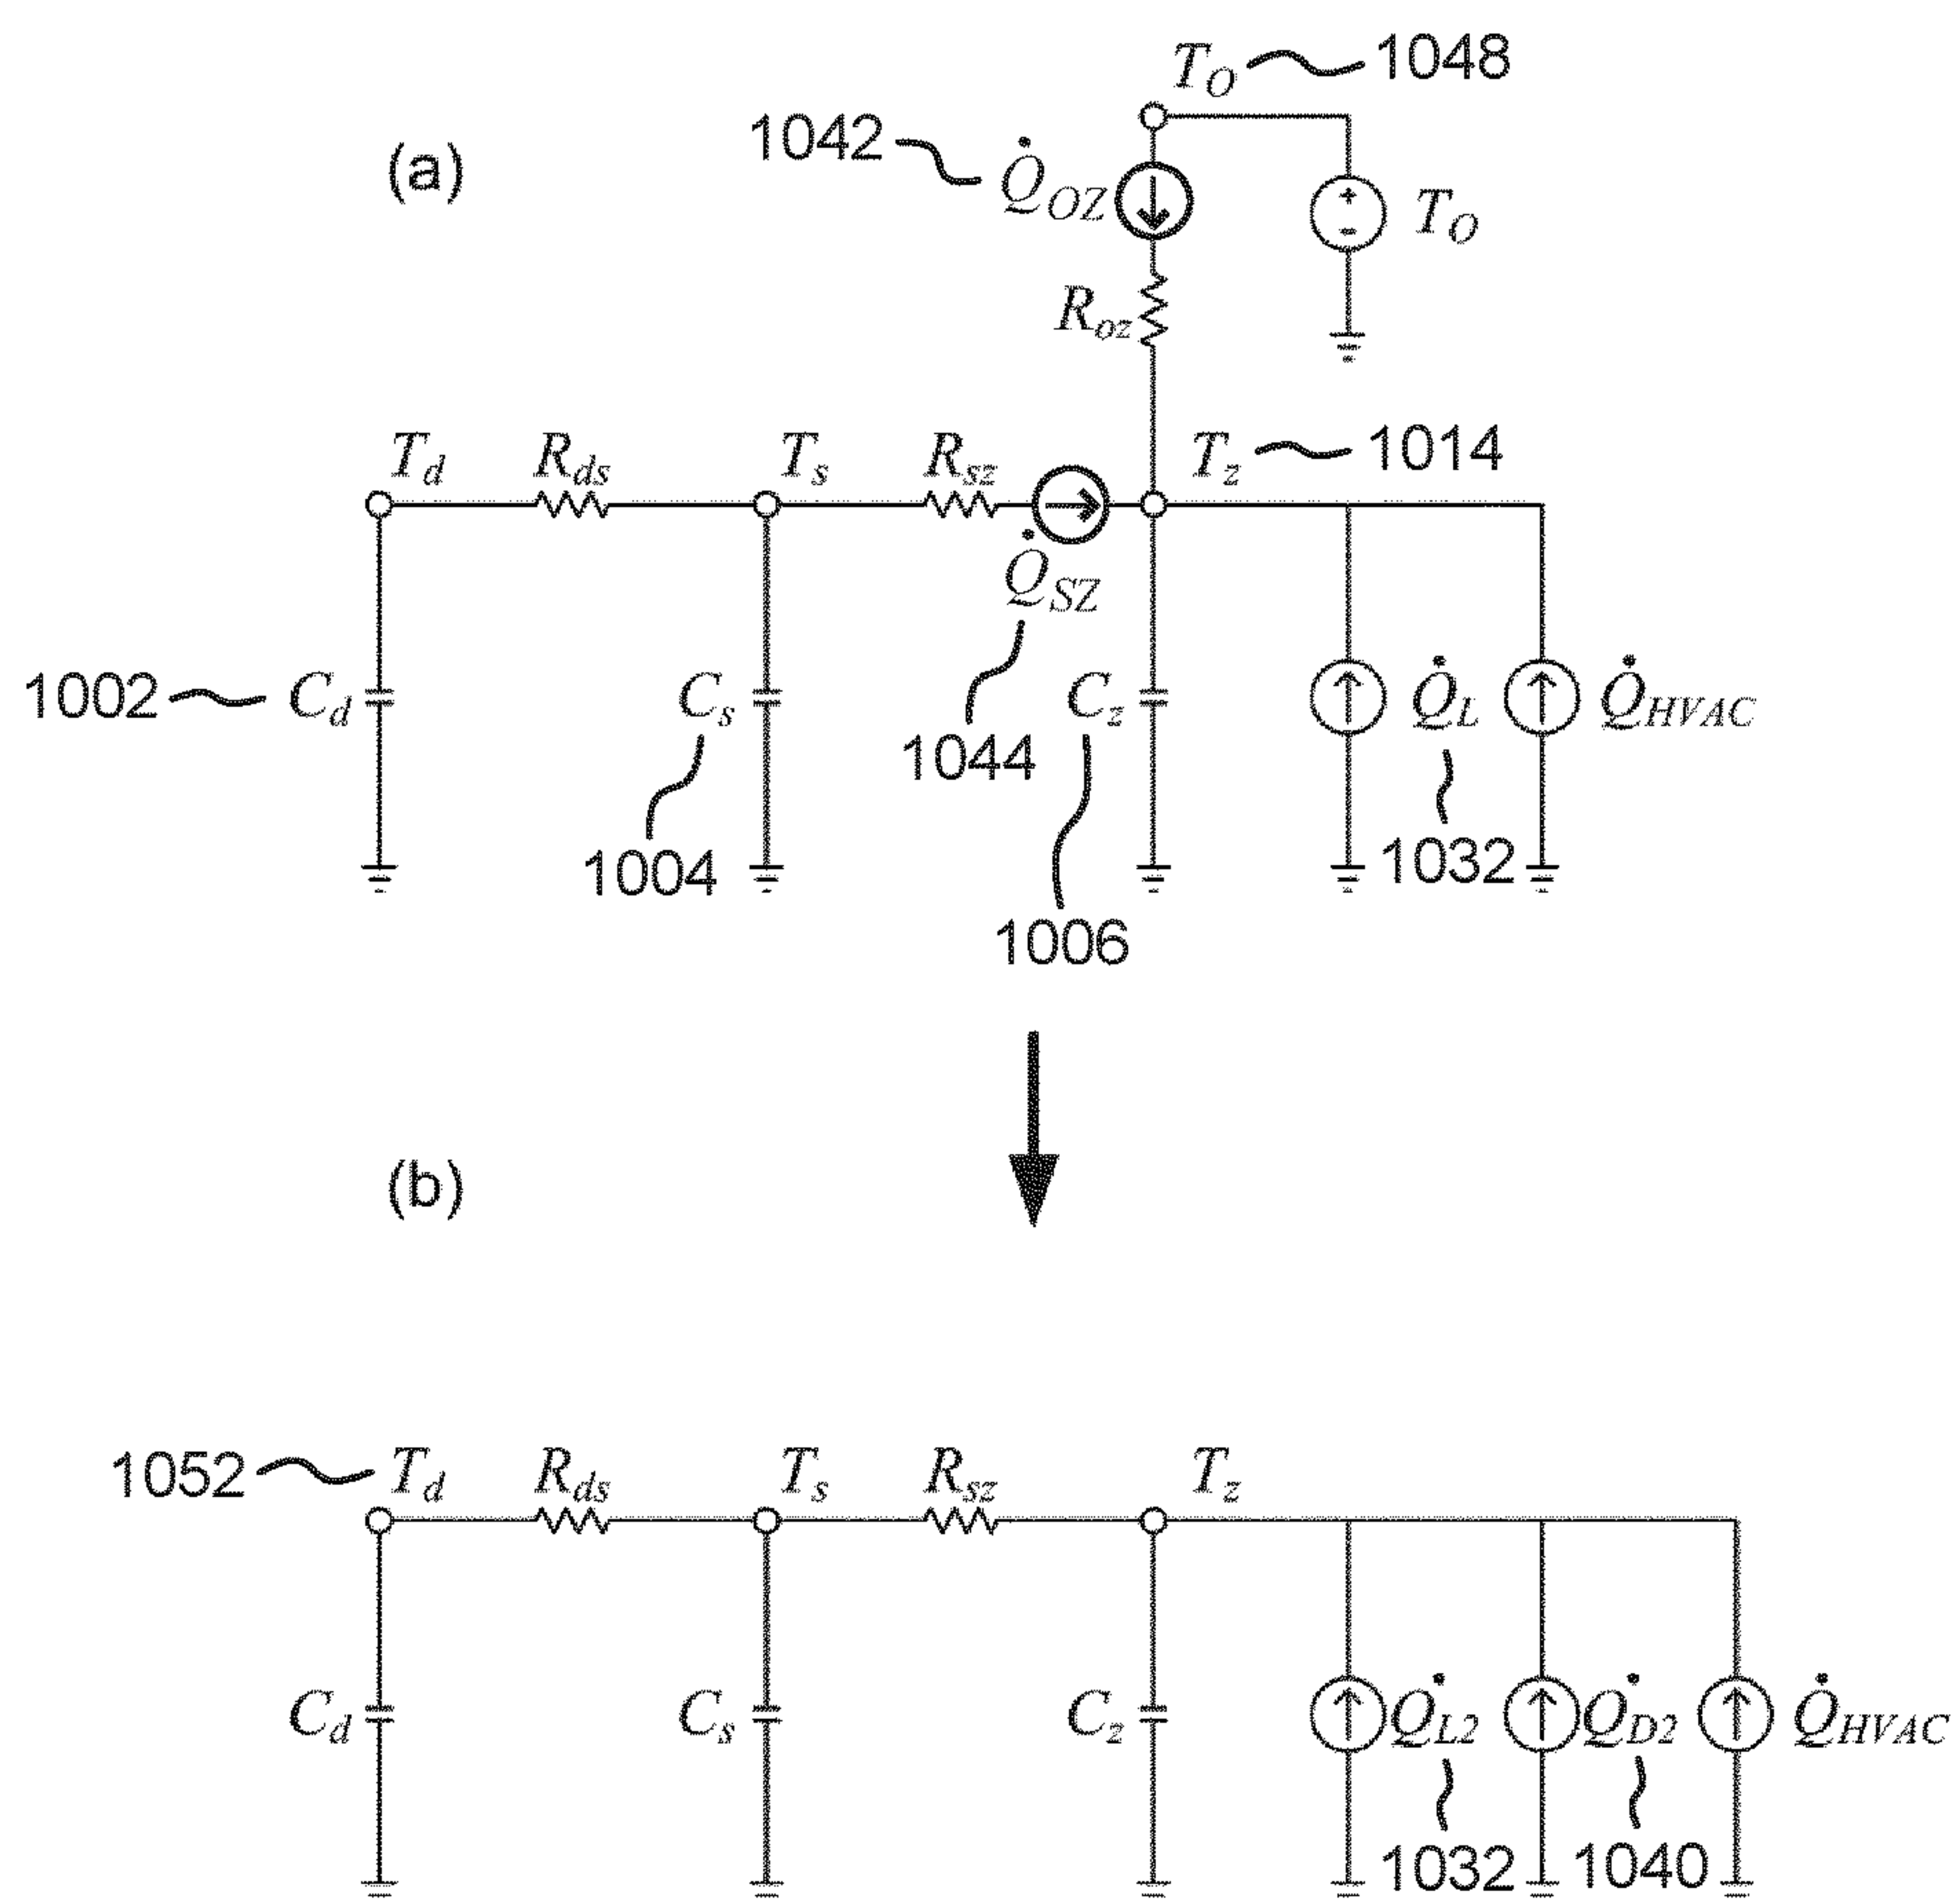 T_O 1048
1042 Q̇_OZ
(a)
T_O
R_oz
T_d R_ds T_s R_sz T_z 1014
Q̇_SZ
1002 C_d C_s C_z Q̇_L Q̇_HVAC
1044
1004 1032
1006
(b)
1052 T_d R_ds T_s R_sz T_z
C_d C_s C_z Q̇_L2 Q̇_D2 Q̇_HVAC
1032 1040